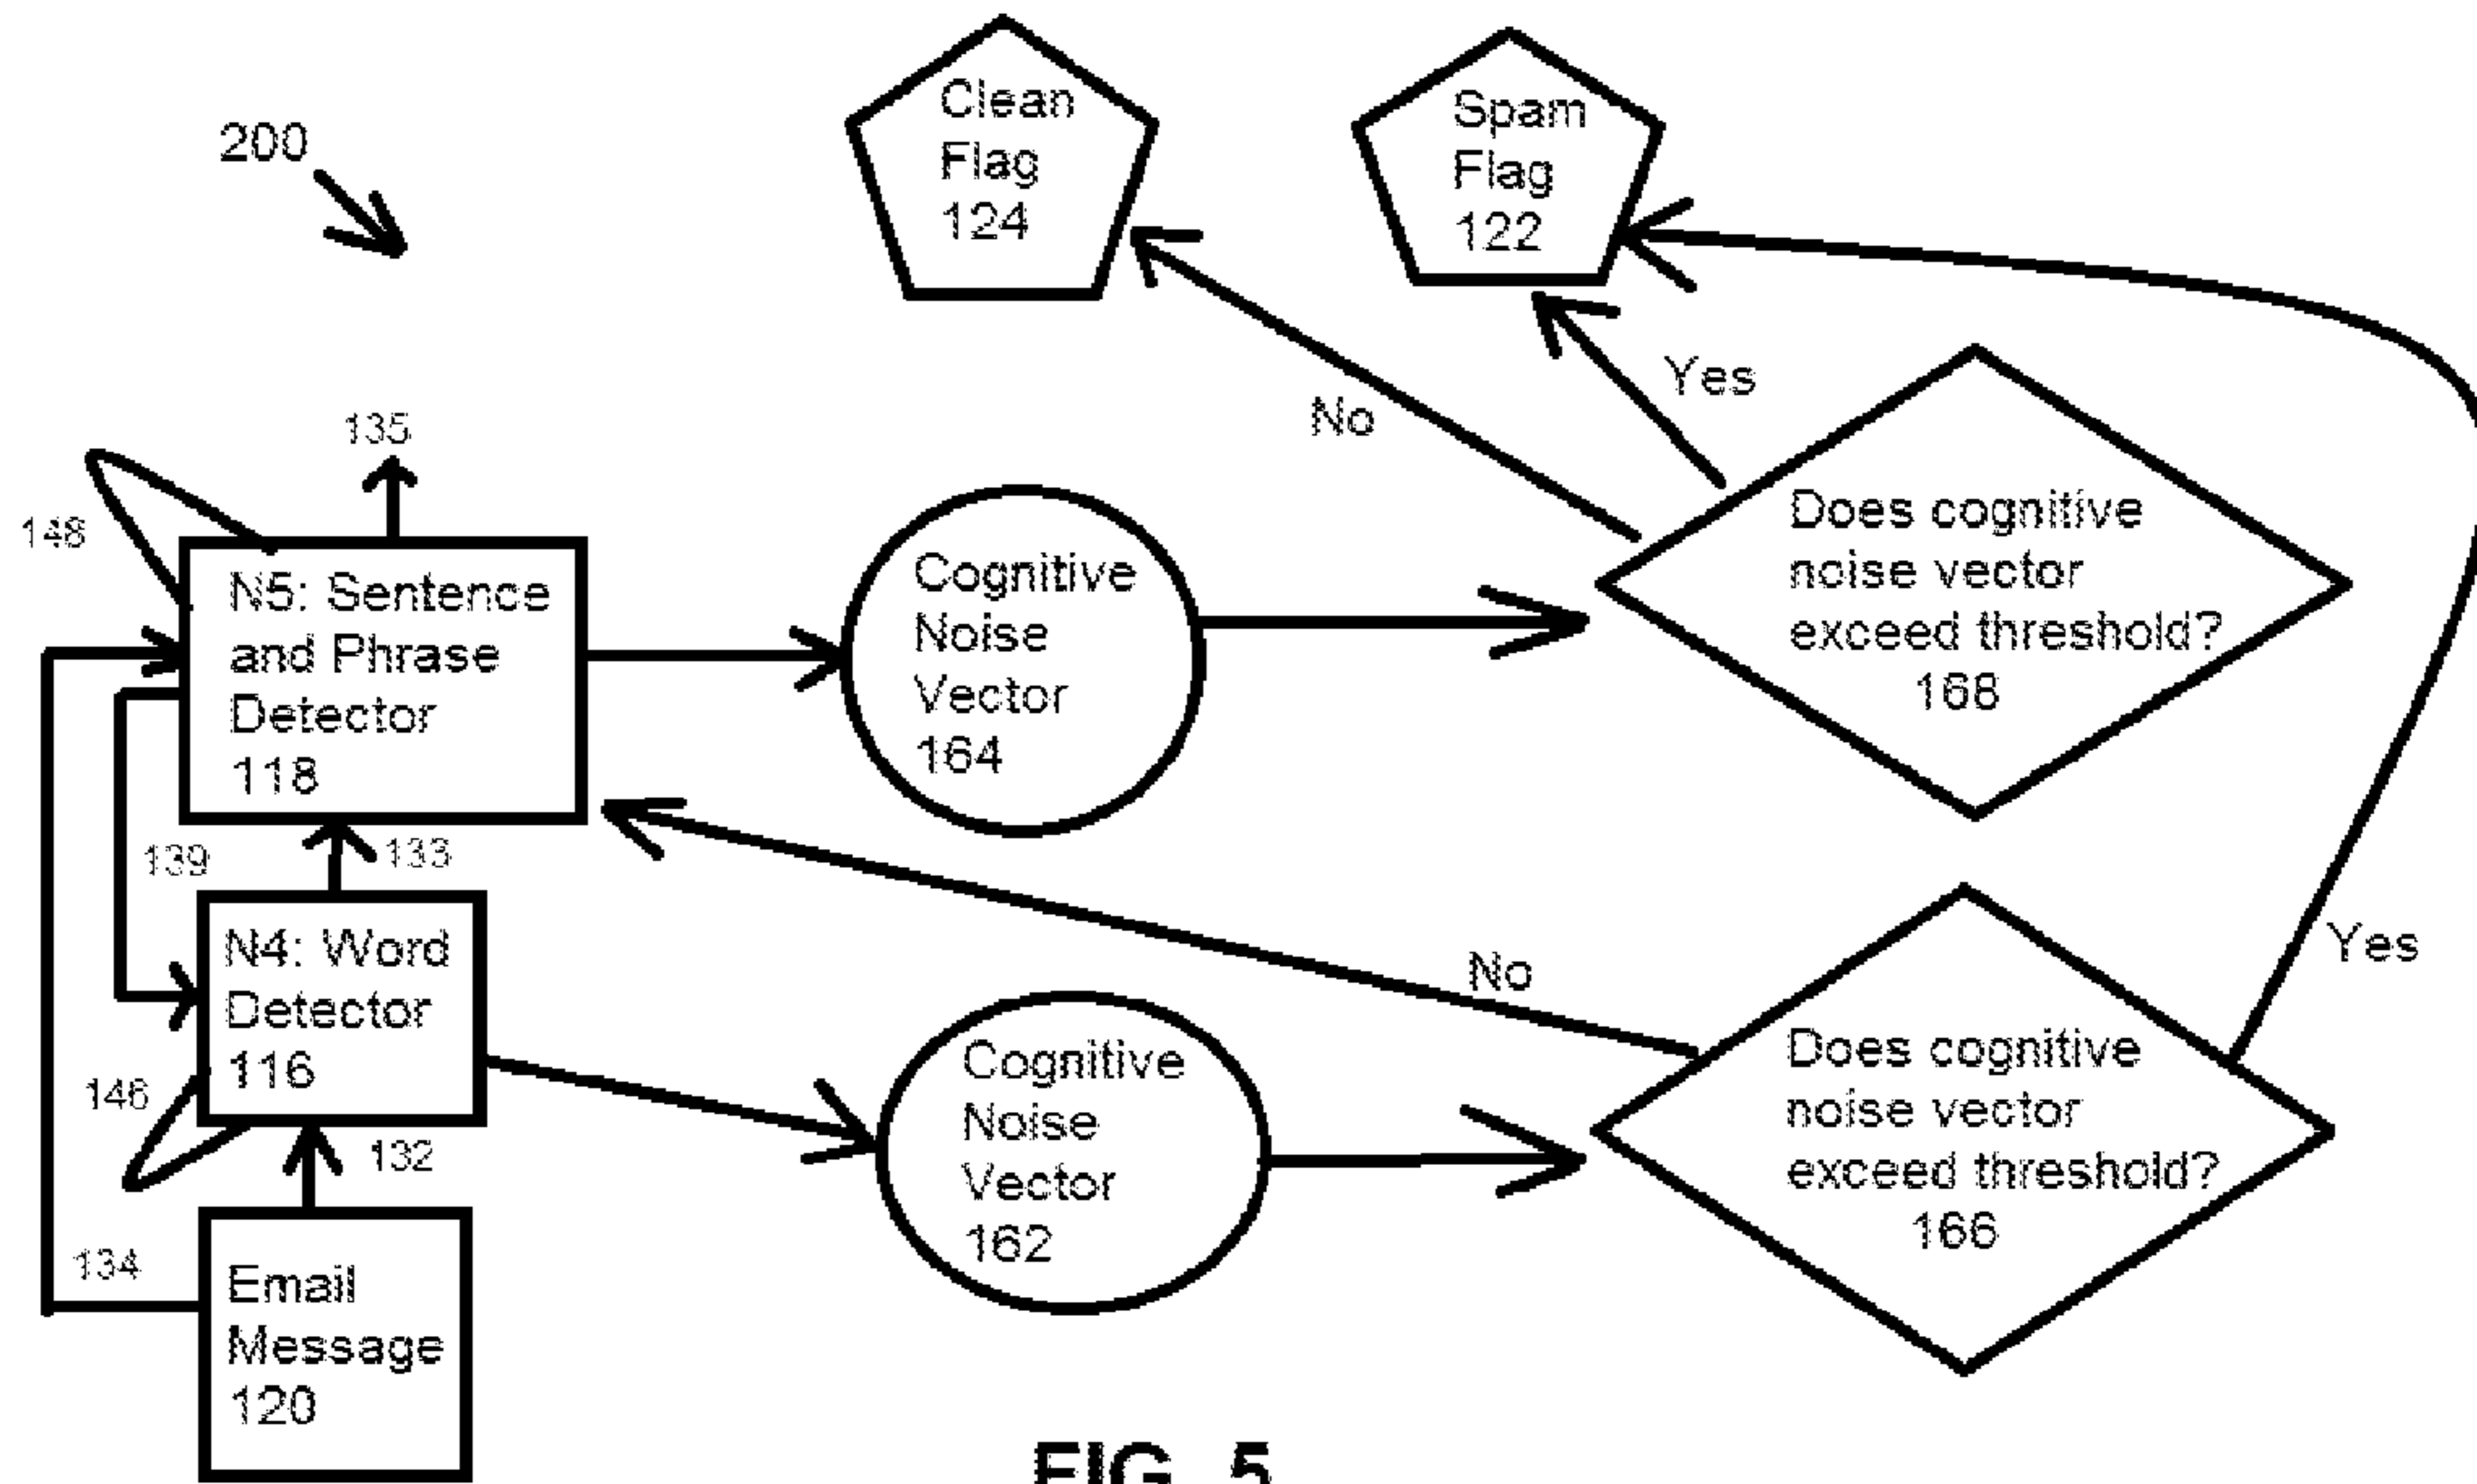 200
Clean
Flag
124
Spam
Flag
122
Yes
No
135
148
N5: Sentence
and Phrase
Detector
118
Cognitive
Noise
Vector
164
Does cognitive
noise vector
exceed threshold?
168
139
133
N4: Word
Detector
116
146
132
134
Email
Message
120
No
Yes
Cognitive
Noise
Vector
162
Does cognitive
noise vector
exceed threshold?
166
FIG. 5